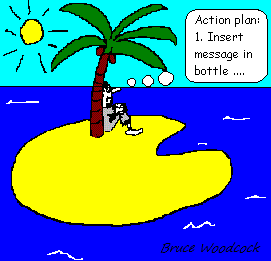 Action plan:
1. Insert
message in
bottle ....
Bruce Woodcock